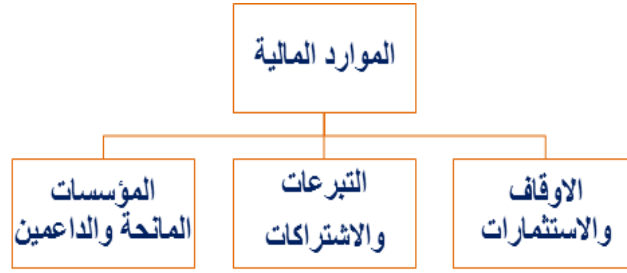 الموارد المالية
الاوقاف
والاستثمارات
التبرعات
والاشتراكات
المؤسسات
المانحة والداعمين